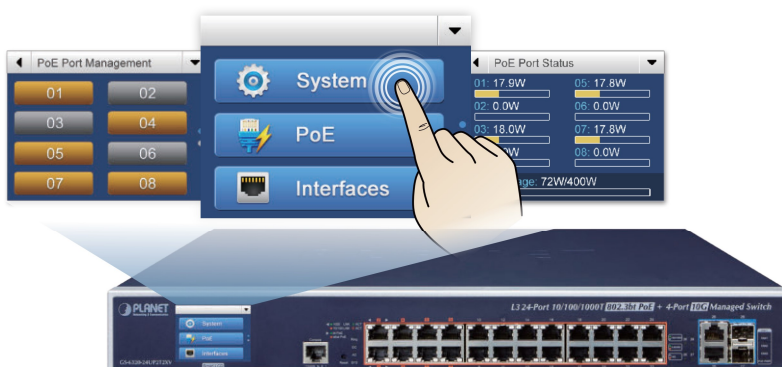 PoE Port Management
01
02
03
04
05
06
07
08
System
PoE
Interfaces
PoE Port Status
01: 17.9W
05: 17.8W
02: 0.0W
06: 0.0W
03: 18.0W
07: 17.8W
08: 0.0W
72W/400W
PLANET
System
PoE
Interfaces
L3 24-Port 10/100/1000T 802.3bt PoE + 4-Port 10G Managed Switch